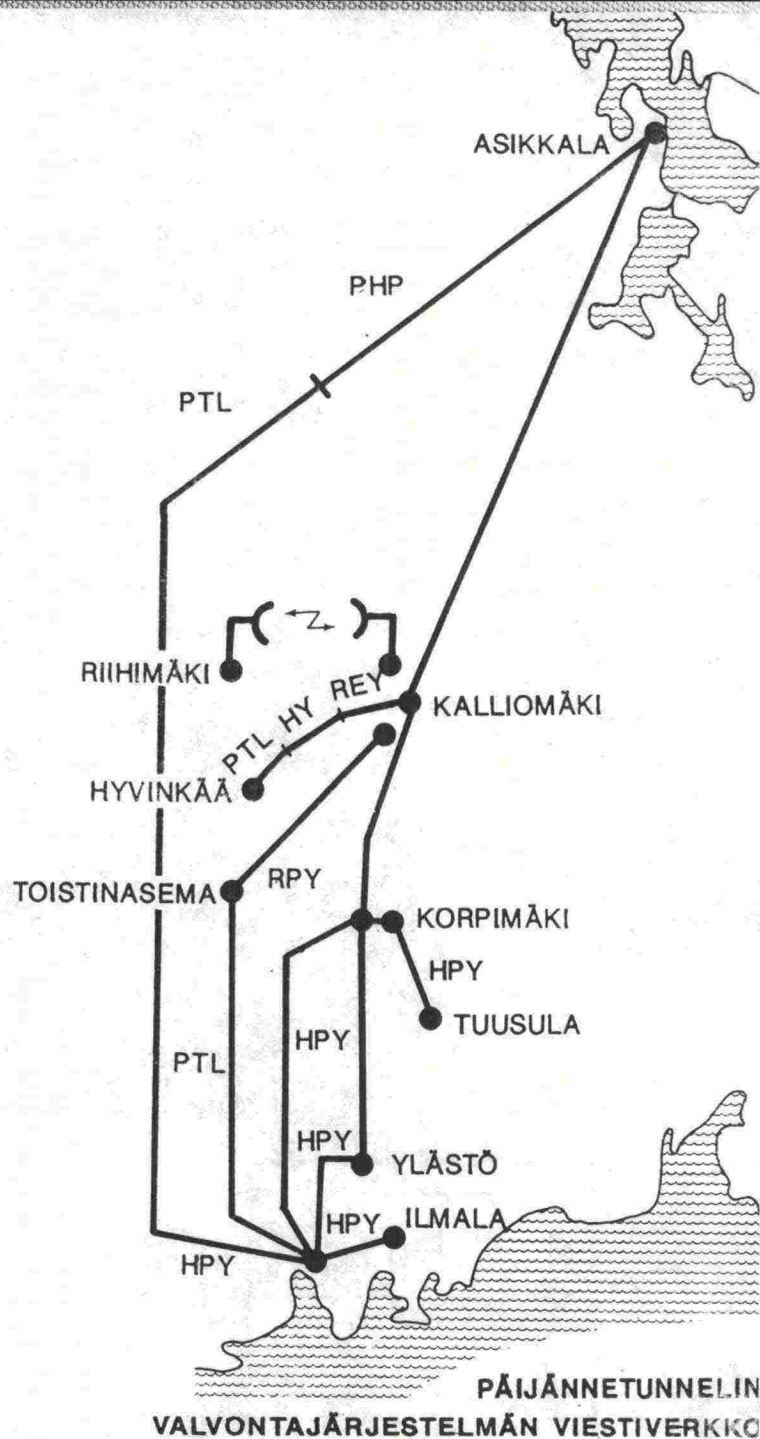 ASIKKALA
PHP
PTL
RIIHIMÄKI
REY
HY
PTL
KALLIOMÄKI
HYVINKÄÄ
TOISTINASEMA
RPY
KORPIMÄKI
HPY
TUUSULA
HPY
PTL
HPY
YLÄSTÖ
HPY
ILMALA
HPY
PÄIJÄNNETUNNELIN
VALVONTAJÄRJESTELMÄN VIESTIVERKKO